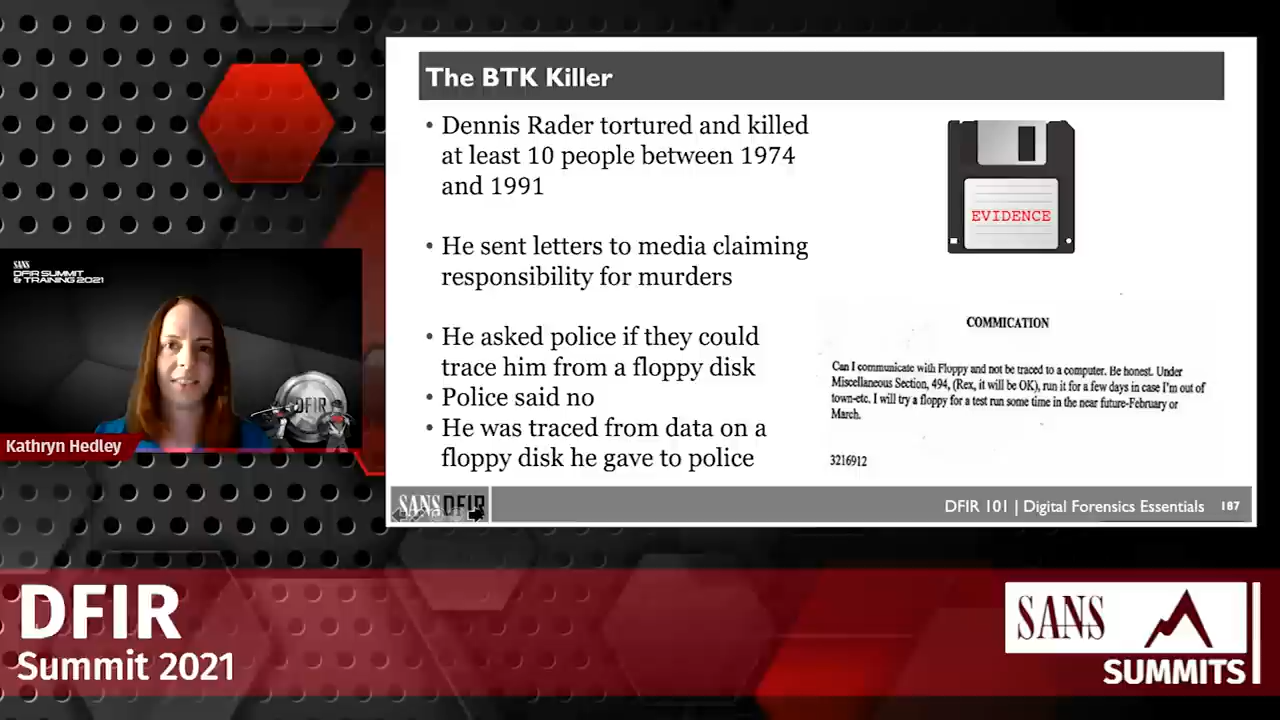 The BTK Killer
• Dennis Rader tortured and killed
at least 10 people between 1974
and 1991
• He sent letters to media claiming
responsibility for murders
• He asked police if they could
trace him from a floppy disk
• Police said no
• He was traced from data on a
floppy disk he gave to police
EVIDENCE
COMMICATION
Can I communicate with Floppy and not be traced to a computer. Be honest. Under
Miscellaneous Section, 494, (Rex, it will be OK), run it for a few days in case I'm out of
town-etc. I will try a floppy for a test run some time in the near future-February or
March.
3216912
SANS DFIR
DFIR 101 | Digital Forensics Essentials 187
SANS
DFIR SUMMIT
& TRAINING 2021
DFIR
Kathryn Hedley
DFIR
Summit 2021
SANS
SUMMITS